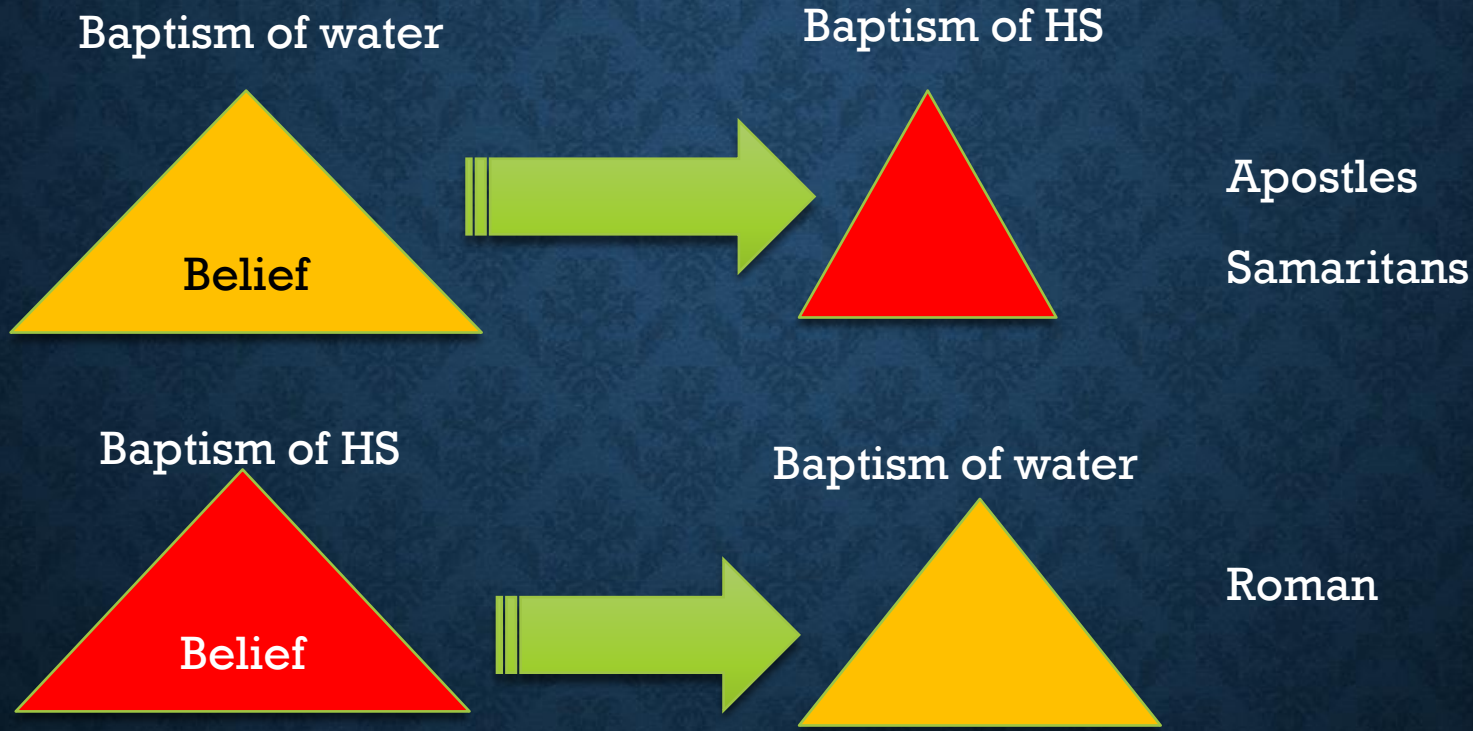 Baptism of water
Baptism of HS
Belief
Apostles
Samaritans
Baptism of HS
Baptism of water
Belief
Roman